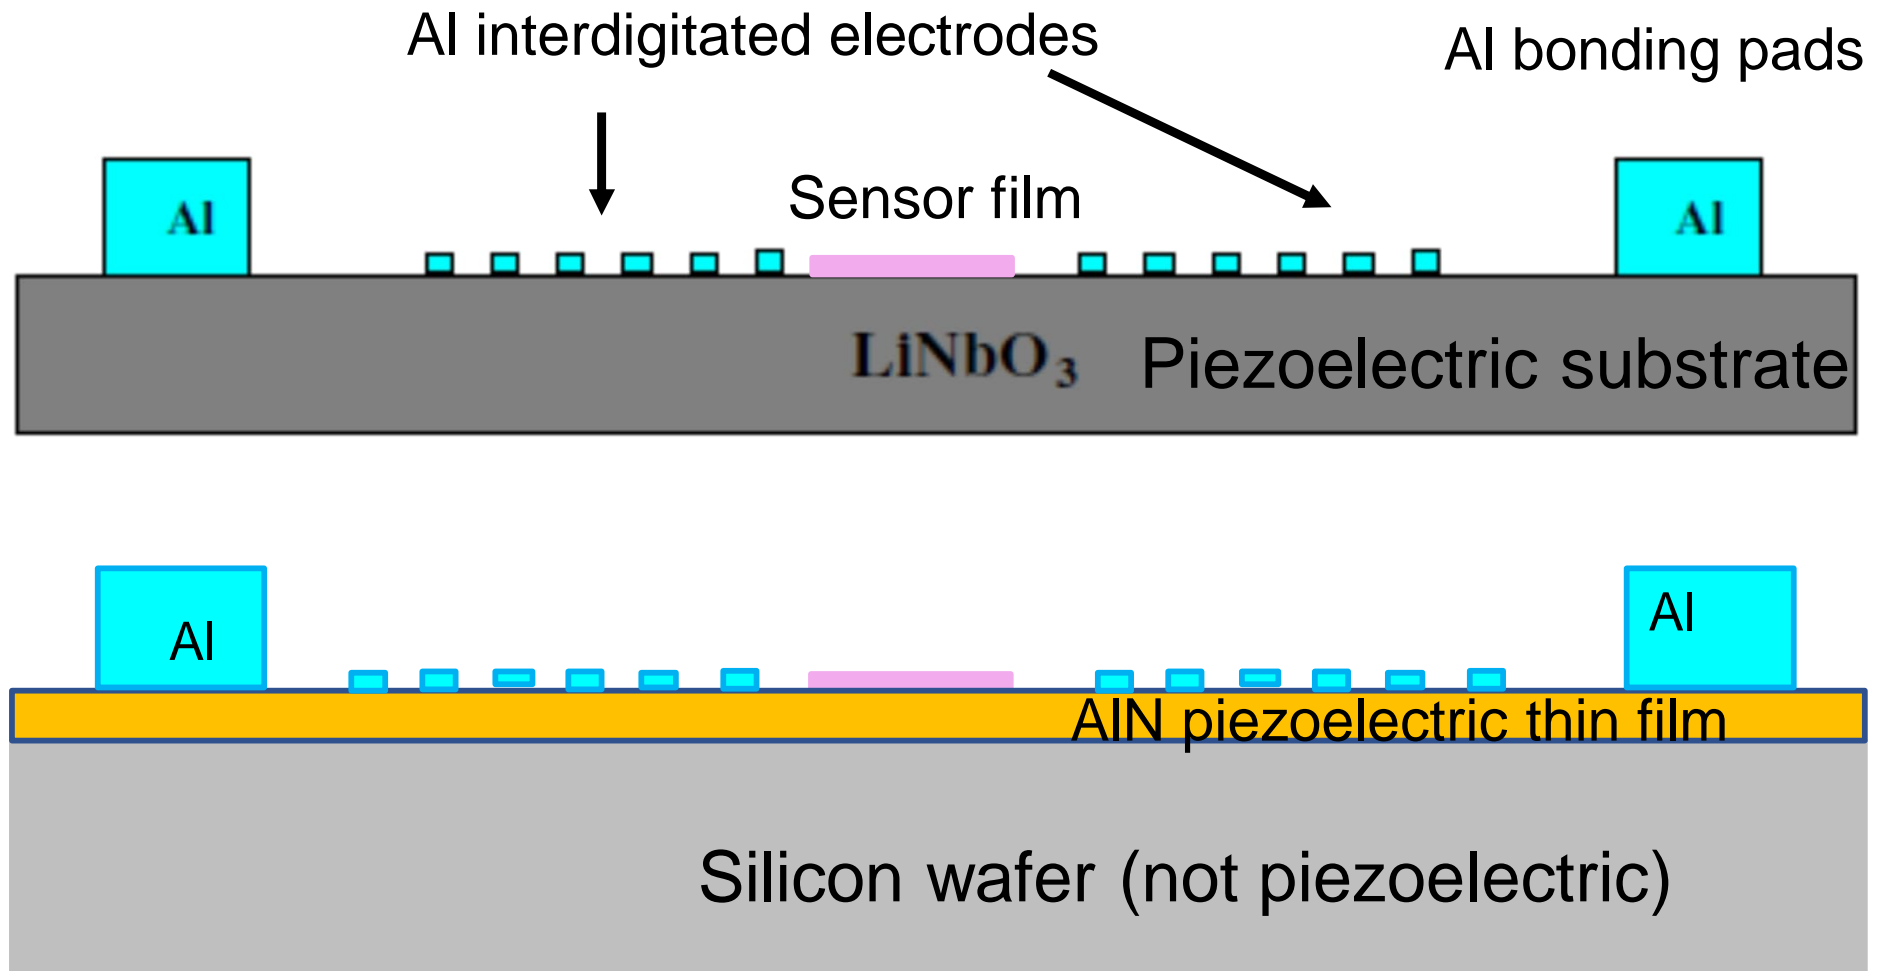 Al interdigitated electrodes
Al bonding pads
Sensor film
Al
Al
LiNbO₃
Piezoelectric substrate
Al
Al
AlN piezoelectric thin film
Silicon wafer (not piezoelectric)